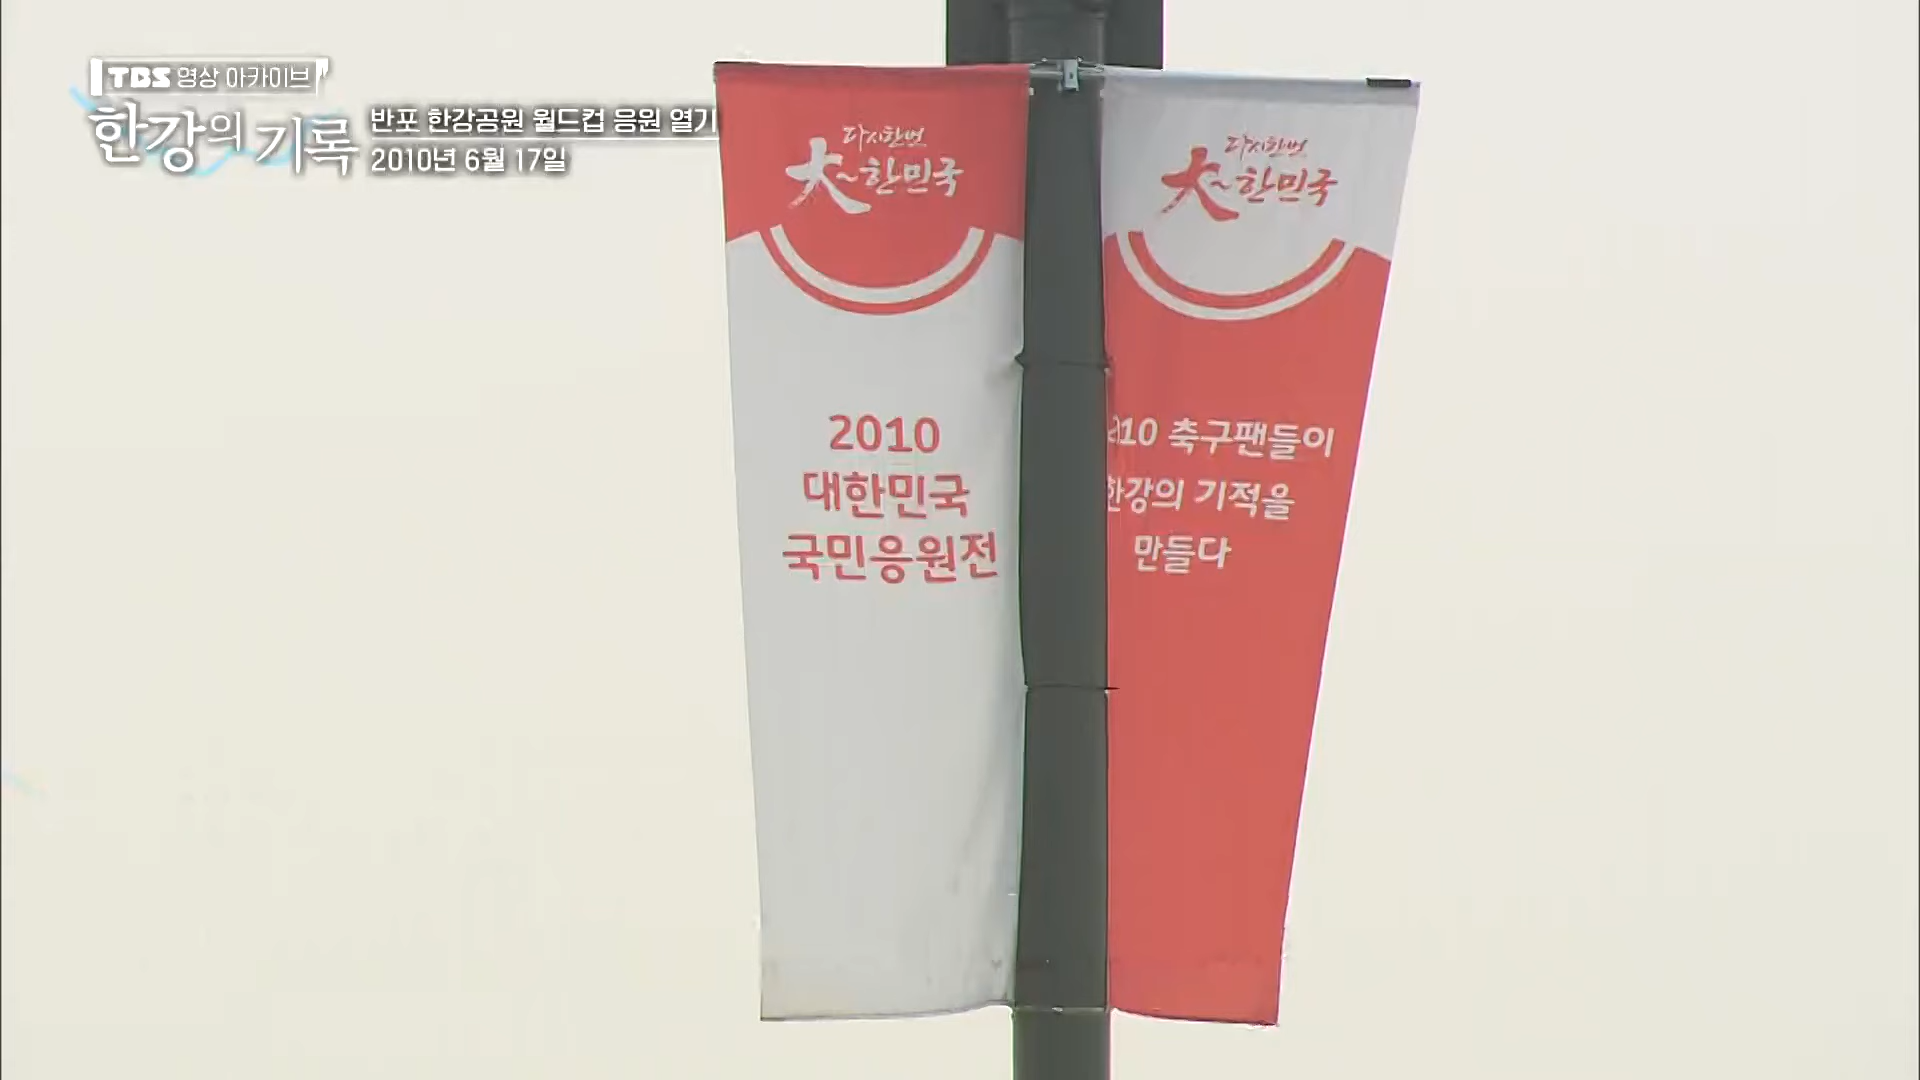 TBS 영상 아카이브
한강의 기록
반포 한강공원 월드컵 응원 열기
2010년 6월 17일
다시한번
大~한민국
2010
대한민국
국민응원전
다시한번
大~한민국
2010 축구팬들이
한강의 기적을
만들다